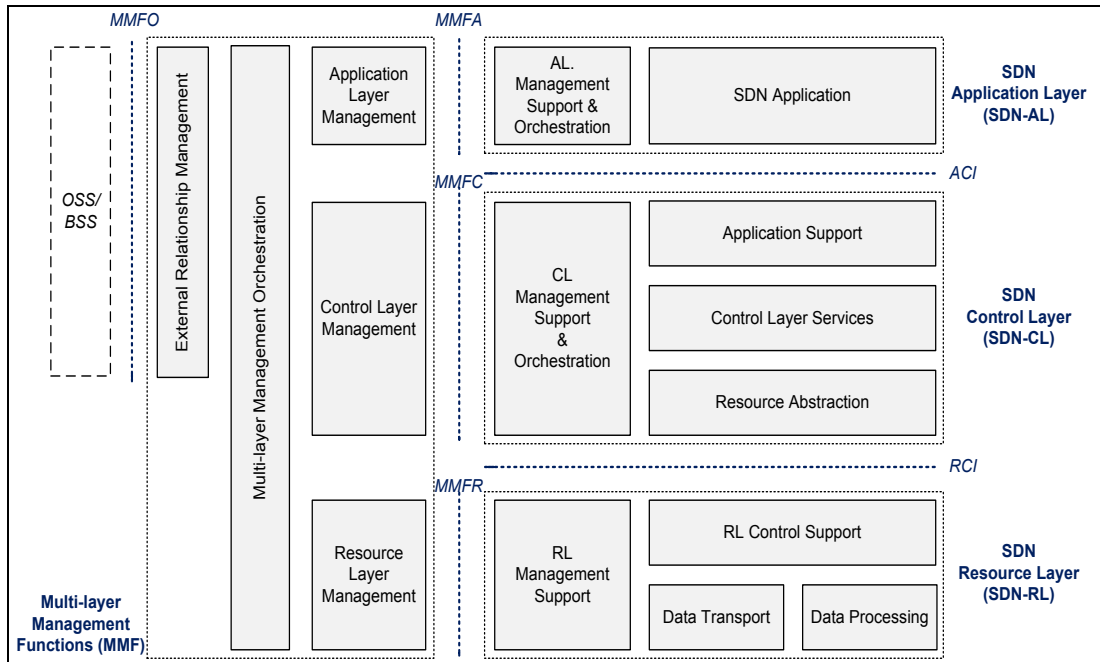 MMFO
MMFA
OSS/
BSS
External Relationship Management
Multi-layer Management Orchestration
Application
Layer
Management
AL.
Management
Support &
Orchestration
SDN Application
SDN
Application Layer
(SDN-AL)
MMFC
ACI
Control Layer
Management
CL
Management
Support
&
Orchestration
Application Support
Control Layer Services
Resource Abstraction
SDN
Control Layer
(SDN-CL)
MMFR
RCI
Resource
Layer
Management
RL
Management
Support
RL Control Support
Data Transport
Data Processing
SDN
Resource Layer
(SDN-RL)
Multi-layer
Management
Functions (MMF)